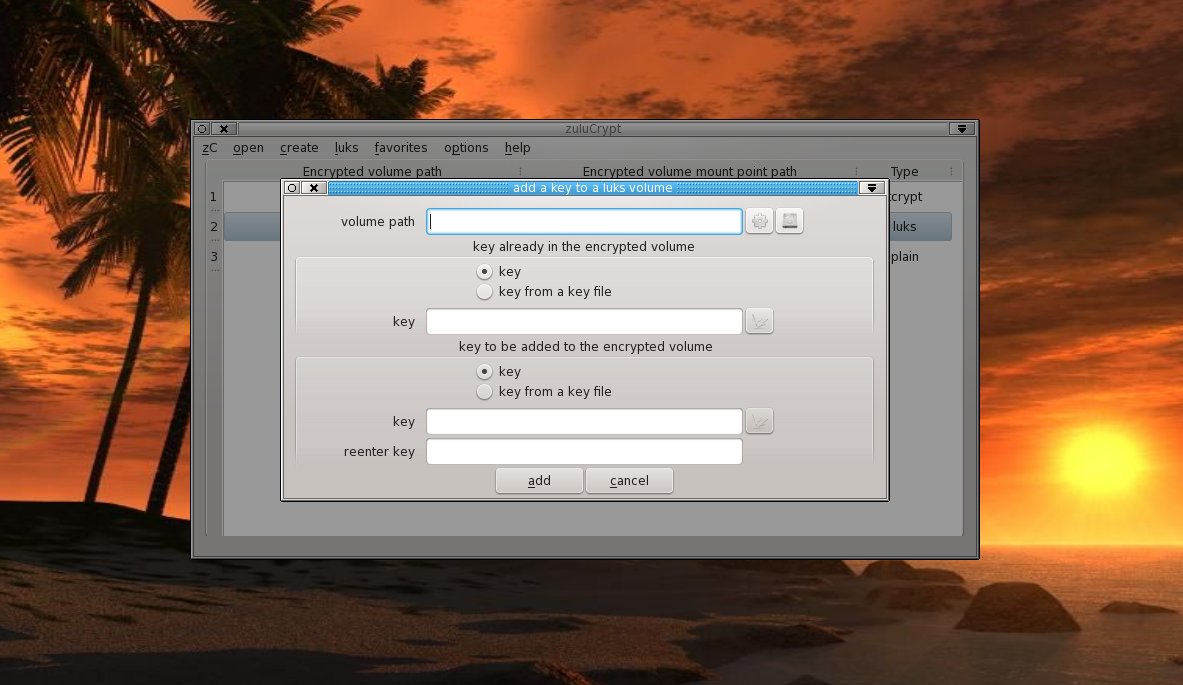 zuluCrypt
zC open create luks favorites options help
Encrypted volume path Encrypted volume mount point path Type
add a key to a luks volume
1
2 luks
3 plain
volume path
key already in the encrypted volume
key
key from a key file
key
key to be added to the encrypted volume
key
key from a key file
key
reenter key
add cancel